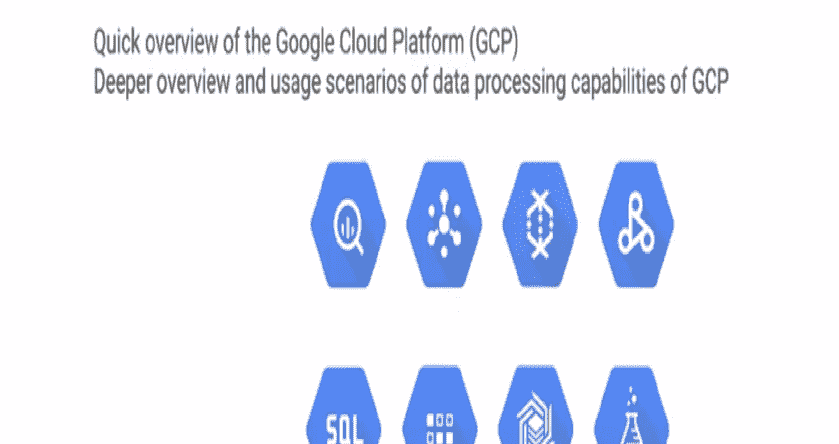 Quick overview of the Google Cloud Platform (GCP)
Deeper overview and usage scenarios of data processing capabilities of GCP
SQL